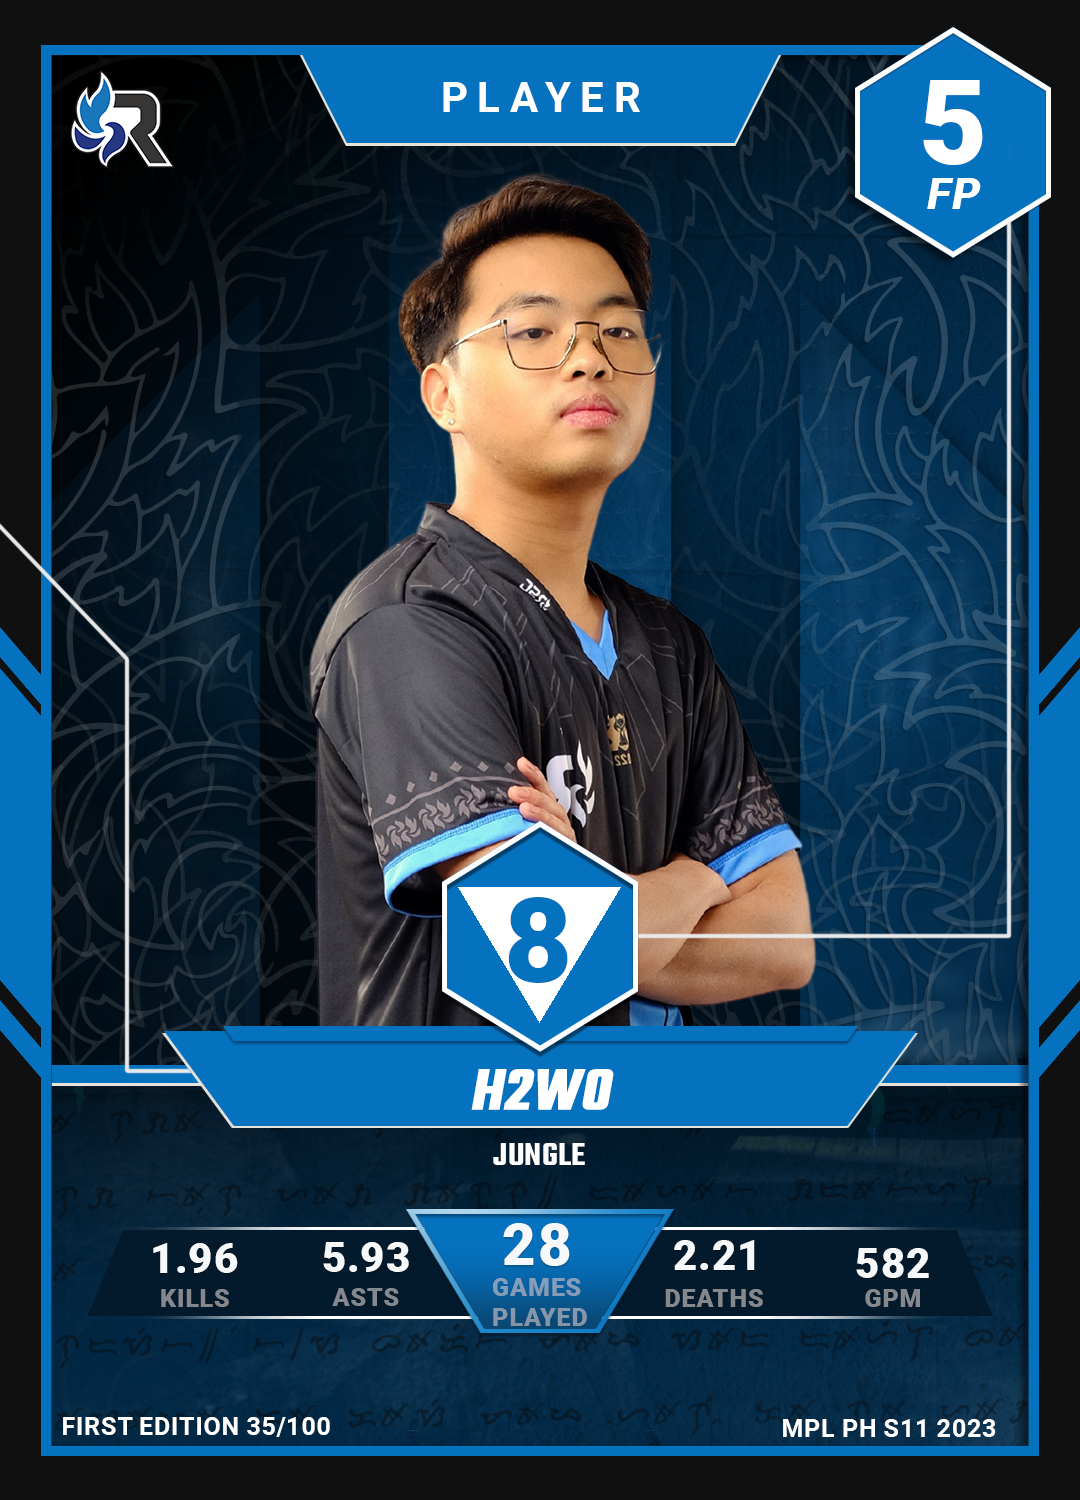 PLAYER
5
FP
8
H2WO
JUNGLE
1.96
KILLS
5.93
ASTS
28
GAMES
PLAYED
2.21
DEATHS
582
GPM
FIRST EDITION 35/100
MPL PH S11 2023